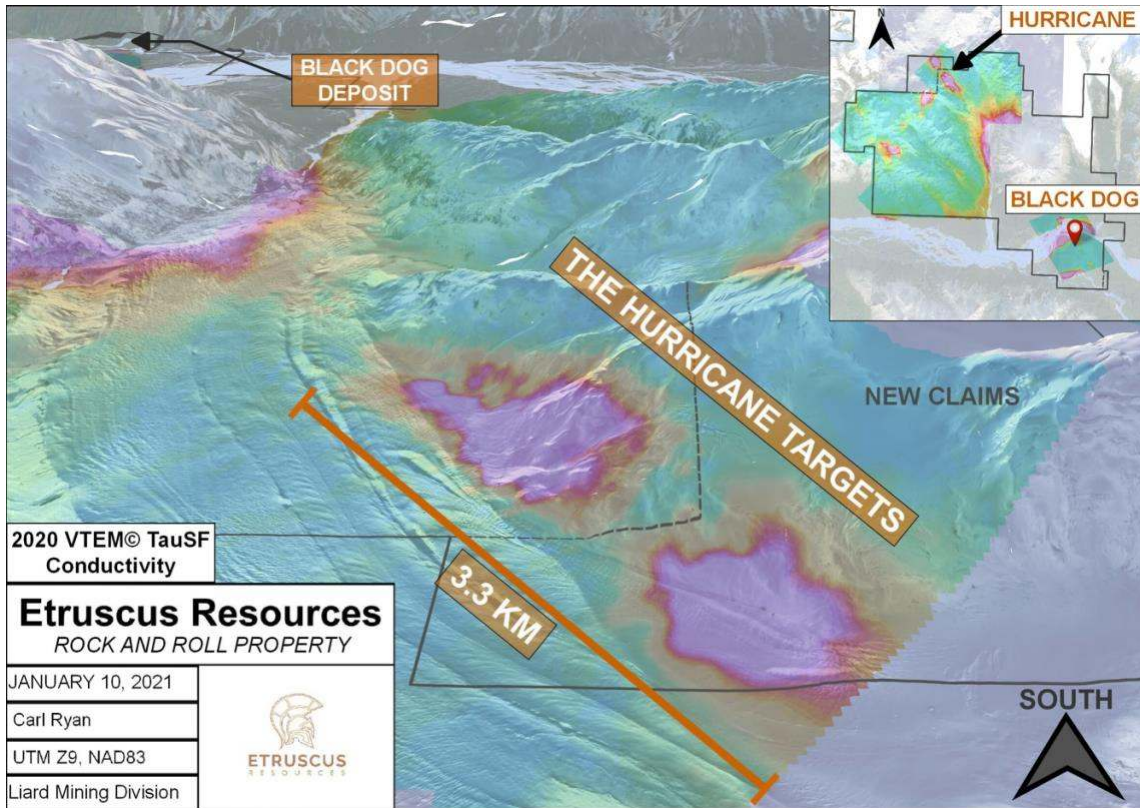 BLACK DOG
DEPOSIT
N
HURRICANE
BLACK DOG
THE HURRICANE TARGETS
NEW CLAIMS
3.3 KM
2020 VTEM© TauSF
Conductivity
Etruscus Resources
ROCK AND ROLL PROPERTY
JANUARY 10, 2021
Carl Ryan
UTM Z9, NAD83
Liard Mining Division
ETRUSCUS
RESOURCES
SOUTH